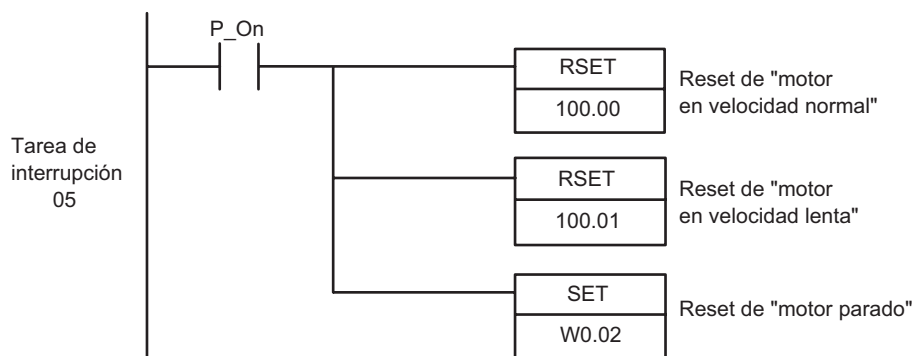 P_On
RSET
100.00
Reset de "motor
en velocidad normal"
Tarea de
interrupción
05
RSET
100.01
Reset de "motor
en velocidad lenta"
SET
W0.02
Reset de "motor parado"